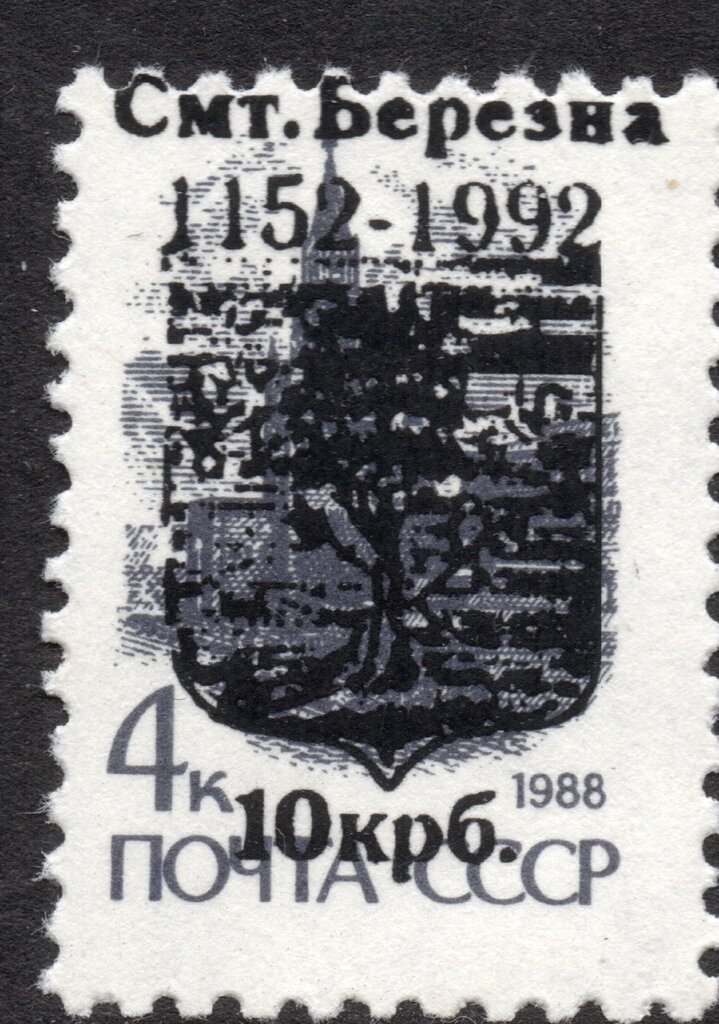 Смт. Березна
1152-1992
4к
1988
10крб.
ПОЧТА СССР